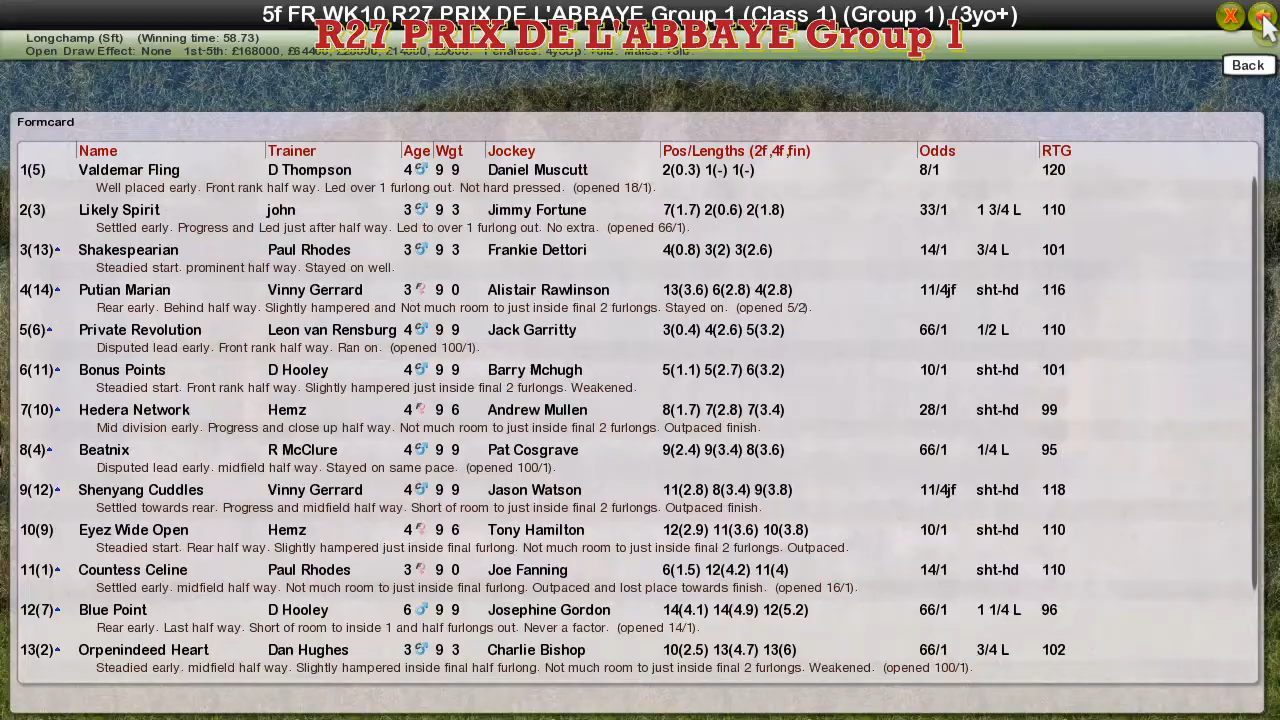 5f FR WK10 R27 PRIX DE L'ABBAYE Group 1 (Class 1) (Group 1) (3yo+)
R27 PRIX DE L'ABBAYE Group 1
Longchamp (Sft) (Winning time: 58.73)
Open Draw Effect: None 1st-5th: £168000,
Back
Formcard
Name Trainer Age Wgt Jockey Pos/Lengths (2f,4f,fin) Odds RTG
1(5) Valdemar Fling D Thompson 4 9 9 Daniel Muscutt 2(0.3) 1(-) 1(-) 8/1 120
Well placed early. Front rank half way. Led over 1 furlong out. Not hard pressed. (opened 18/1).
2(3) Likely Spirit john 3 9 3 Jimmy Fortune 7(1.7) 2(0.6) 2(1.8) 33/1 1 3/4 L 110
Settled early. Progress and Led just after half way. Led to over 1 furlong out. No extra. (opened 66/1).
3(13) Shakespearian Paul Rhodes 3 9 3 Frankie Dettori 4(0.8) 3(2) 3(2.6) 14/1 3/4 L 101
Steadied start. prominent half way. Stayed on well.
4(14) Putian Marian Vinny Gerrard 3 9 0 Alistair Rawlinson 13(3.6) 6(2.8) 4(2.8) 11/4jf sht-hd 116
Rear early. Behind half way. Slightly hampered and Not much room to just inside final 2 furlongs. Stayed on. (opened 5/2).
5(6) Private Revolution Leon van Rensburg 4 9 9 Jack Garritty 3(0.4) 4(2.6) 5(3.2) 66/1 1/2 L 110
Disputed lead early. Front rank half way. Ran on. (opened 100/1).
6(11) Bonus Points D Hooley 4 9 9 Barry Mchugh 5(1.1) 5(2.7) 6(3.2) 10/1 sht-hd 101
Steadied start. Front rank half way. Slightly hampered just inside final 2 furlongs. Weakened.
7(10) Hedera Network Hemz 4 9 6 Andrew Mullen 8(1.7) 7(2.8) 7(3.4) 28/1 sht-hd 99
Mid division early. Progress and close up half way. Not much room to just inside final 2 furlongs. Outpaced finish.
8(4) Beatnix R McClure 4 9 9 Pat Cosgrave 9(2.4) 9(3.4) 8(3.6) 66/1 1/4 L 95
Disputed lead early. midfield half way. Stayed on same pace. (opened 100/1).
9(12) Shenyang Cuddles Vinny Gerrard 4 9 9 Jason Watson 11(2.8) 8(3.4) 9(3.8) 11/4jf sht-hd 118
Settled towards rear. Progress and midfield half way. Short of room to just inside final 2 furlongs. Outpaced finish.
10(9) Eyez Wide Open Hemz 4 9 6 Tony Hamilton 12(2.9) 11(3.6) 10(3.8) 10/1 sht-hd 110
Steadied start. Rear half way. Slightly hampered just inside final furlong. Not much room to just inside final 2 furlongs. Outpaced.
11(1) Countess Celine Paul Rhodes 3 9 0 Joe Fanning 6(1.5) 12(4.2) 11(4) 14/1 sht-hd 110
Settled early. midfield half way. Not much room to just inside final furlong. Outpaced and lost place towards finish. (opened 16/1).
12(7) Blue Point D Hooley 6 9 9 Josephine Gordon 14(4.1) 14(4.9) 12(5.2) 66/1 1 1/4 L 96
Rear early. Last half way. Short of room to inside 1 and half furlongs out. Never a factor. (opened 14/1).
13(2) Orpenindeed Heart Dan Hughes 3 9 3 Charlie Bishop 10(2.5) 13(4.7) 13(6) 66/1 3/4 L 102
Steadied early. midfield half way. Slightly hampered inside final half furlong. Not much room to just inside final 2 furlongs. Weakened. (opened 100/1).